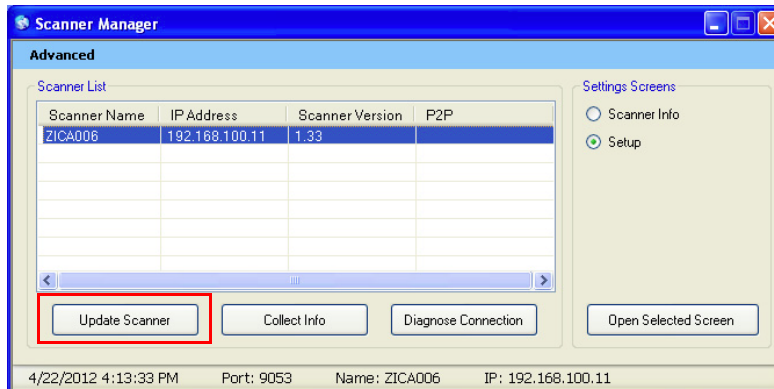 Scanner Manager
Advanced
Scanner List
Scanner Name IP Address Scanner Version P2P
ZICA006 192.168.100.11 1.33
Settings Screens
Scanner Info
Setup
Update Scanner Collect Info Diagnose Connection Open Selected Screen
4/22/2012 4:13:33 PM Port: 9053 Name: ZICA006 IP: 192.168.100.11